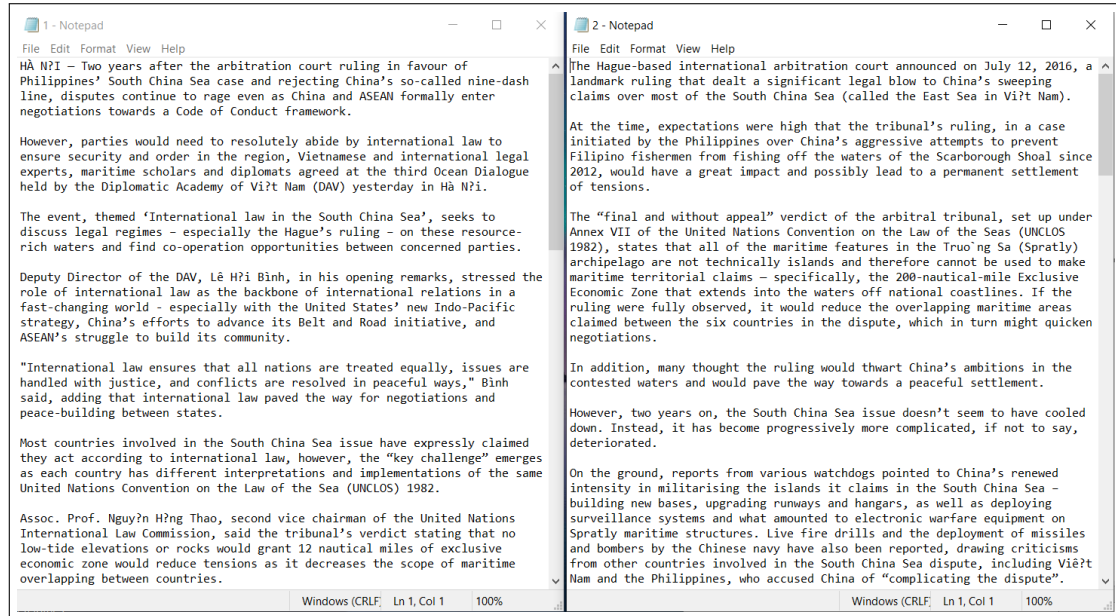 1 - Notepad
File Edit Format View Help
HÀ N?I — Two years after the arbitration court ruling in favour of
Philippines’ South China Sea case and rejecting China’s so-called nine-dash
line, disputes continue to rage even as China and ASEAN formally enter
negotiations towards a Code of Conduct framework.
However, parties would need to resolutely abide by international law to
ensure security and order in the region, Vietnamese and international legal
experts, maritime scholars and diplomats agreed at the third Ocean Dialogue
held by the Diplomatic Academy of Vi?t Nam (DAV) yesterday in Hà N?i.
The event, themed ‘International law in the South China Sea’, seeks to
discuss legal regimes – especially the Hague’s ruling – on these resource-
rich waters and find co-operation opportunities between concerned parties.
Deputy Director of the DAV, Lê H?i Bình, in his opening remarks, stressed the
role of international law as the backbone of international relations in a
fast-changing world - especially with the United States’ new Indo-Pacific
strategy, China’s efforts to advance its Belt and Road initiative, and
ASEAN’s struggle to build its community.
"International law ensures that all nations are treated equally, issues are
handled with justice, and conflicts are resolved in peaceful ways," Bình
said, adding that international law paved the way for negotiations and
peace-building between states.
Most countries involved in the South China Sea issue have expressly claimed
they act according to international law, however, the “key challenge” emerges
as each country has different interpretations and implementations of the same
United Nations Convention on the Law of the Sea (UNCLOS) 1982.
Assoc. Prof. Nguy?n H?ng Thao, second vice chairman of the United Nations
International Law Commission, said the tribunal’s verdict stating that no
low-tide elevations or rocks would grant 12 nautical miles of exclusive
economic zone would reduce tensions as it decreases the scope of maritime
overlapping between countries.
Windows (CRLF) Ln 1, Col 1 100%
2 - Notepad
File Edit Format View Help
The Hague-based international arbitration court announced on July 12, 2016, a
landmark ruling that dealt a significant legal blow to China’s sweeping
claims over most of the South China Sea (called the East Sea in Vi?t Nam).
At the time, expectations were high that the tribunal’s ruling, in a case
initiated by the Philippines over China’s aggressive attempts to prevent
Filipino fishermen from fishing off the waters of the Scarborough Shoal since
2012, would have a great impact and possibly lead to a permanent settlement
of tensions.
The “final and without appeal” verdict of the arbitral tribunal, set up under
Annex VII of the United Nations Convention on the Law of the Seas (UNCLOS
1982), states that all of the maritime features in the Truo`ng Sa (Spratly)
archipelago are not technically islands and therefore cannot be used to make
maritime territorial claims — specifically, the 200-nautical-mile Exclusive
Economic Zone that extends into the waters off national coastlines. If the
ruling were fully observed, it would reduce the overlapping maritime areas
claimed between the six countries in the dispute, which in turn might quicken
negotiations.
In addition, many thought the ruling would thwart China’s ambitions in the
contested waters and would pave the way towards a peaceful settlement.
However, two years on, the South China Sea issue doesn’t seem to have cooled
down. Instead, it has become progressively more complicated, if not to say,
deteriorated.
On the ground, reports from various watchdogs pointed to China’s renewed
intensity in militarising the islands it claims in the South China Sea –
building new bases, upgrading runways and hangars, as well as deploying
surveillance systems and what amounted to electronic warfare equipment on
Spratly maritime structures. Live fire drills and the deployment of missiles
and bombers by the Chinese navy have also been reported, drawing criticisms
from other countries involved in the South China Sea dispute, including Viê?t
Nam and the Philippines, who accused China of “complicating the dispute”.
Windows (CRLF) Ln 1, Col 1 100%